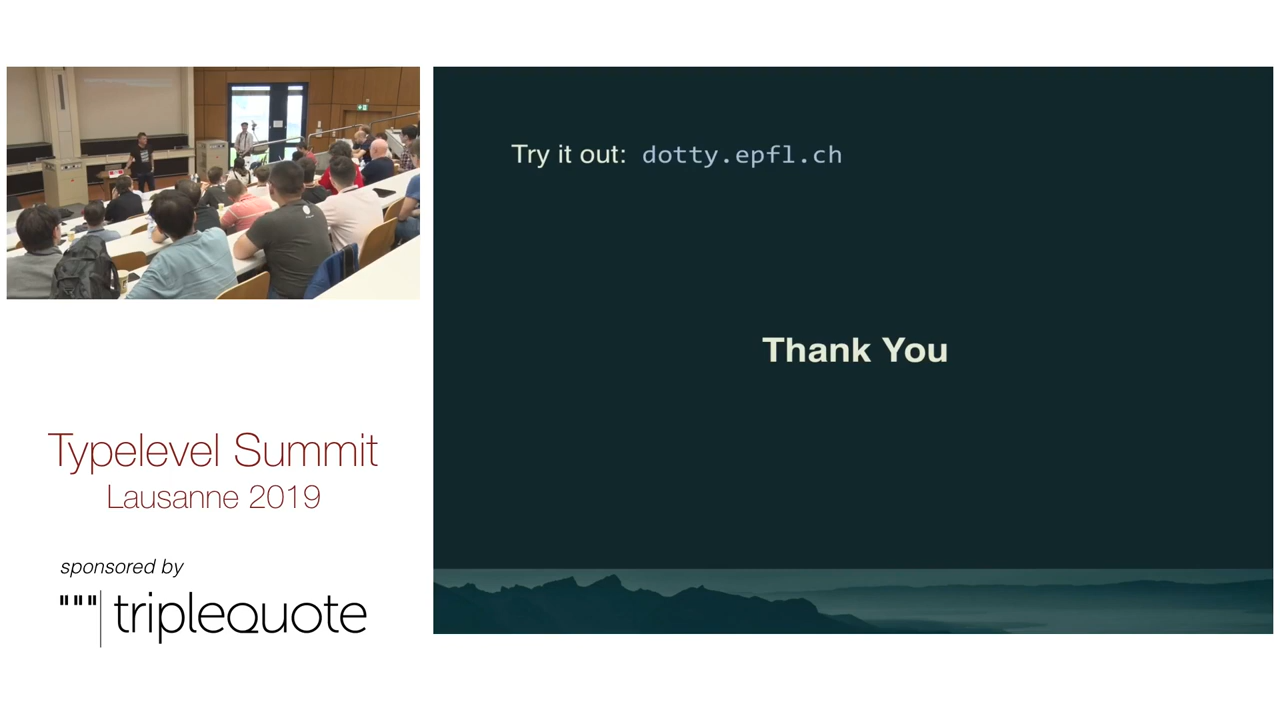 Try it out: dotty.epfl.ch
Thank You
Typelevel Summit
Lausanne 2019
sponsored by
"""|triplequote